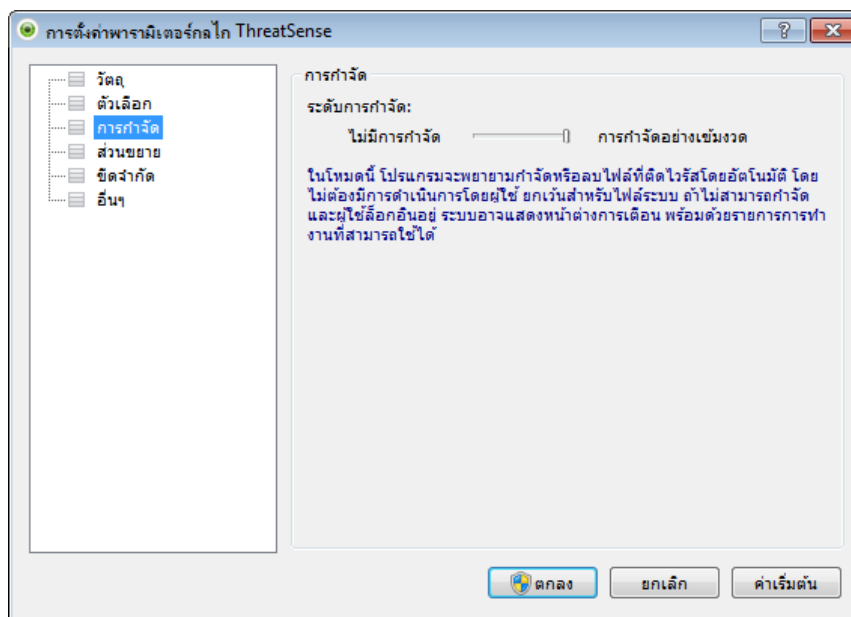 การตั้งค่าพารามิเตอร์กลไก ThreatSense
วัตถุ
ตัวเลือก
การกำจัด
ส่วนขยาย
ขีดจำกัด
อื่นๆ
การกำจัด
ระดับการกำจัด:
ไม่มีการกำจัด การกำจัดอย่างเข้มงวด
ในโหมดนี้ โปรแกรมจะพยายามกำจัดหรือลบไฟล์ที่ติดไวรัสโดยอัตโนมัติ โดย
ไม่ต้องมีการดำเนินการโดยผู้ใช้ ยกเว้นสำหรับไฟล์ระบบ ถ้าไม่สามารถกำจัด
และผู้ใช้ล็อกอินอยู่ ระบบอาจแสดงหน้าต่างการเตือน พร้อมด้วยรายการการทำ
งานที่สามารถใช้ได้
ตกลง ยกเลิก ค่าเริ่มต้น